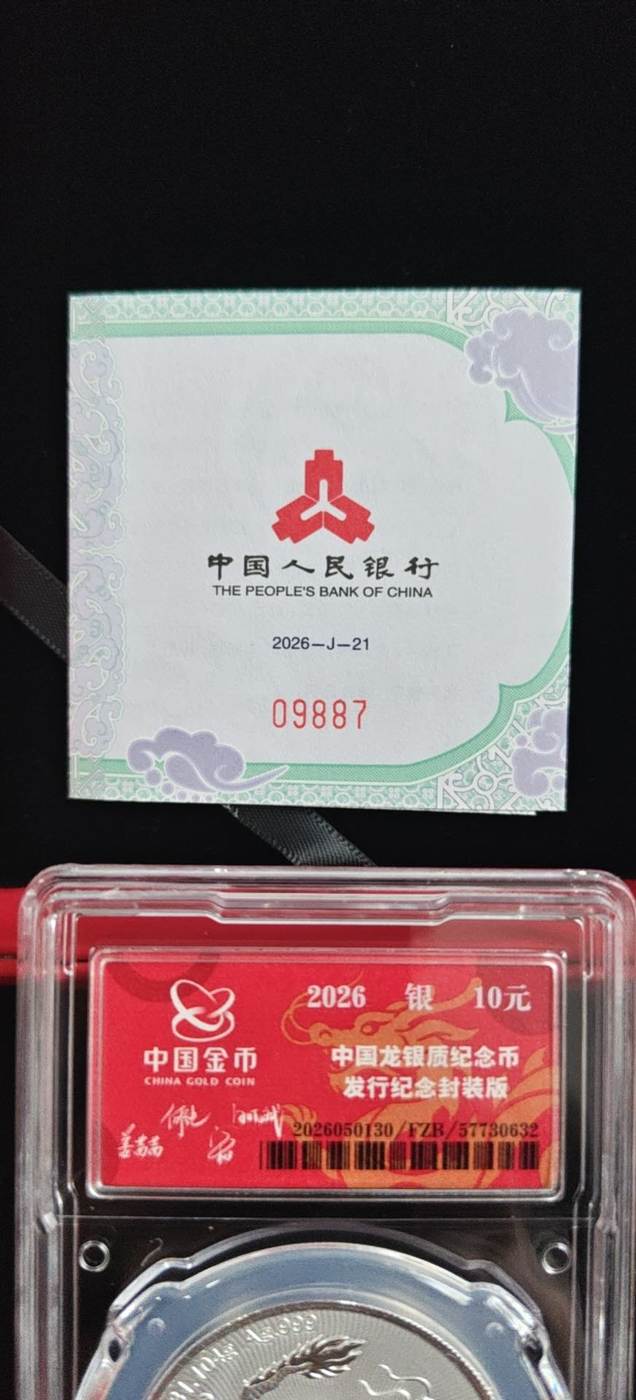 中国人民银行
THE PEOPLE'S BANK OF CHINA
2026－J－21
09887
2026 银 10元
中国金币
CHINA GOLD COIN
中国龙银质纪念币
发行纪念封装版
2026050130/FZB/57730632
Ag.999